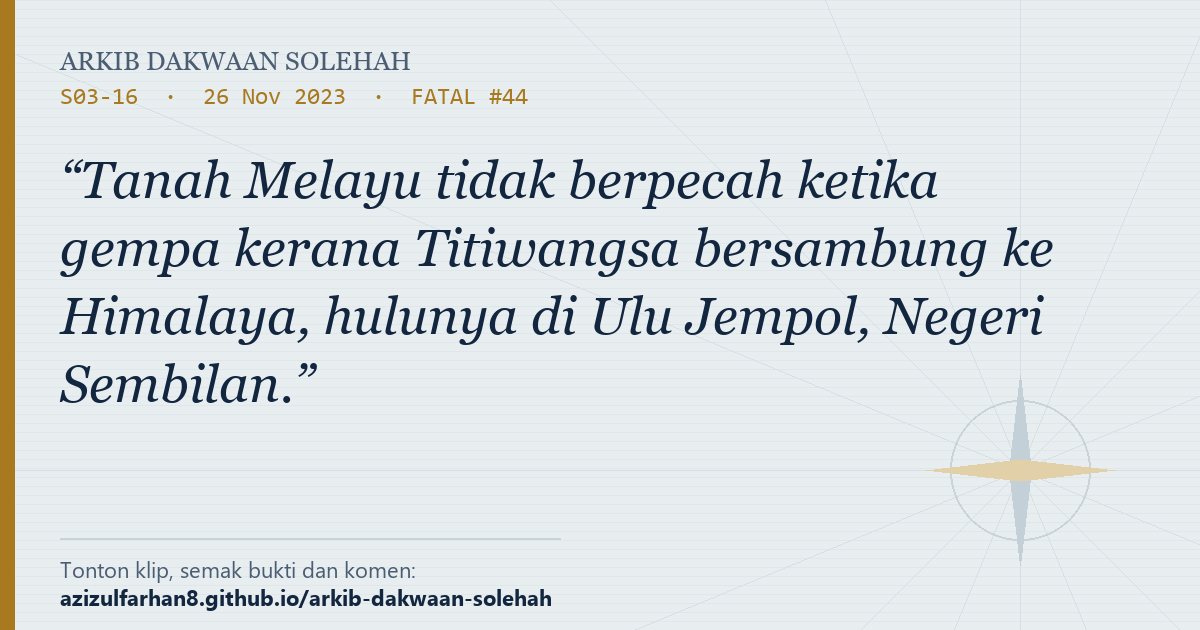 ARKIB DAKWAAN SOLEHAH
S03-16 · 26 Nov 2023 · FATAL #44
“Tanah Melayu tidak berpecah ketika
gempa kerana Titiwangsa bersambung ke
Himalaya, hulunya di Ulu Jempol, Negeri
Sembilan.”
Tonton klip, semak bukti dan komen:
azizulfarhan8.github.io/arkib-dakwaan-solehah